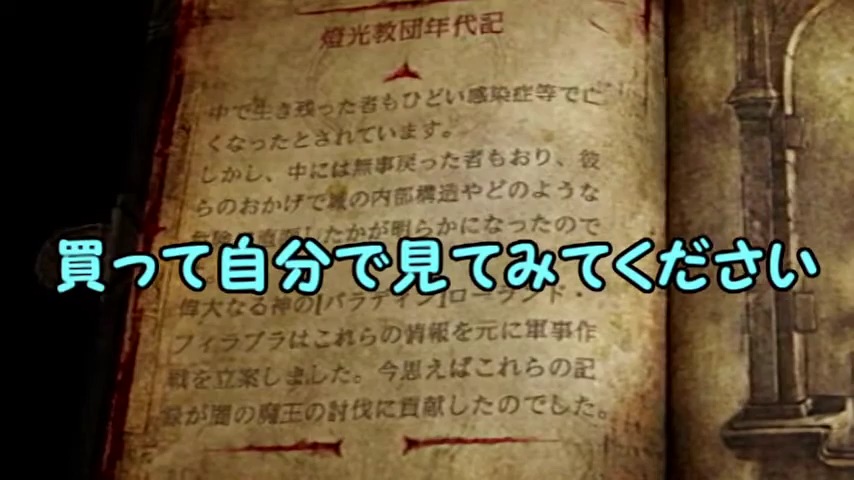 燈光教団年代記
中で生き残った者もひどい感染症等で亡
くなったとされています。
しかし、中には無事戻った者もおり、彼
らのおかげで城の内部構造やどのような
危険に直面したかが明らかになったので
買って自分で見てみてください
偉大なる神の[パラディン]ローランド・
フィラブラはこれらの情報を元に軍事作
戦を立案しました。今思えばこれらの記
録が闇の魔王の討伐に貢献したのでした。